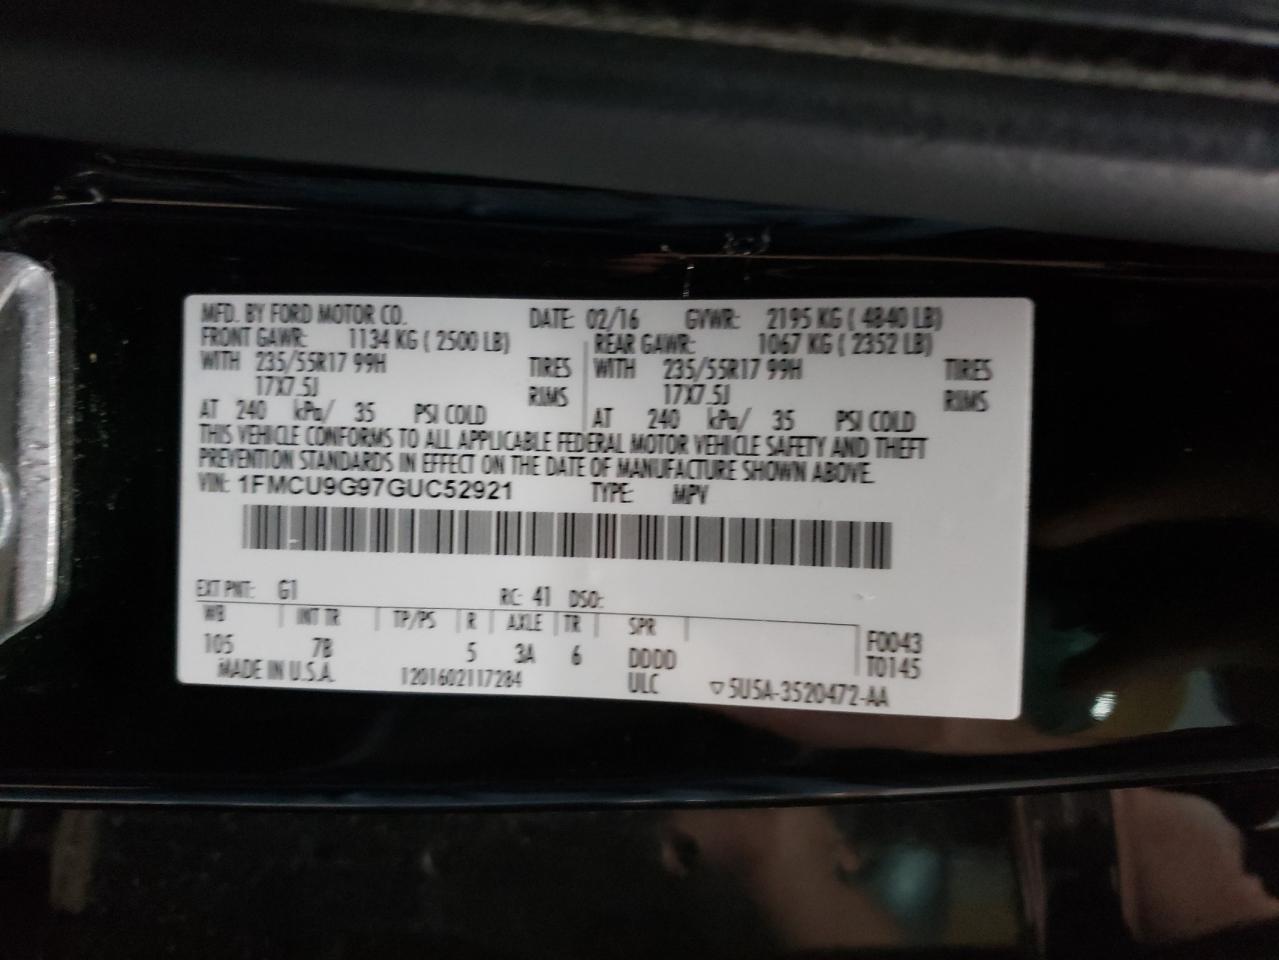 MFD. BY FORD MOTOR CO. DATE: 02/16 GVWR: 2195 KG ( 4840 LB)
FRONT GAWR: 1134 KG ( 2500 LB) REAR GAWR: 1067 KG ( 2352 LB)
WITH 235/55R17 99H TIRES WITH 235/55R17 99H TIRES
17X7.5J RIMS 17X7.5J RIMS
AT 240 kPa/ 35 PSI COLD AT 240 kPa/ 35 PSI COLD
THIS VEHICLE CONFORMS TO ALL APPLICABLE FEDERAL MOTOR VEHICLE SAFETY AND THEFT
PREVENTION STANDARDS IN EFFECT ON THE DATE OF MANUFACTURE SHOWN ABOVE.
VIN: 1FMCU9G97GUC52921 TYPE: MPV
EXT PNT: G1 RC: 41 DSO:
WB INT TR TP/PS R AXLE TR SPR F0043
105 7B 5 3A 6 DDDD T0145
MADE IN U.S.A. 1201602117284 ULC ▽5U5A-3520472-AA